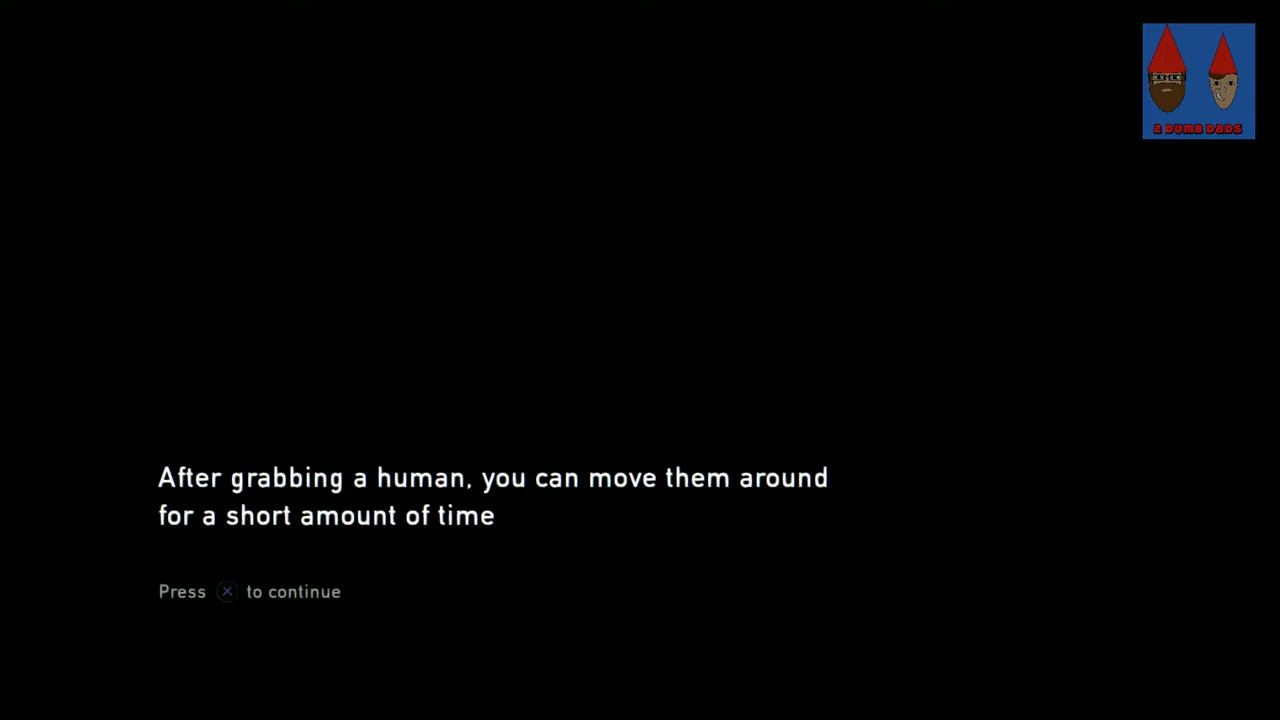 2 DUMB DADS
After grabbing a human, you can move them around
for a short amount of time
Press ⓧ to continue